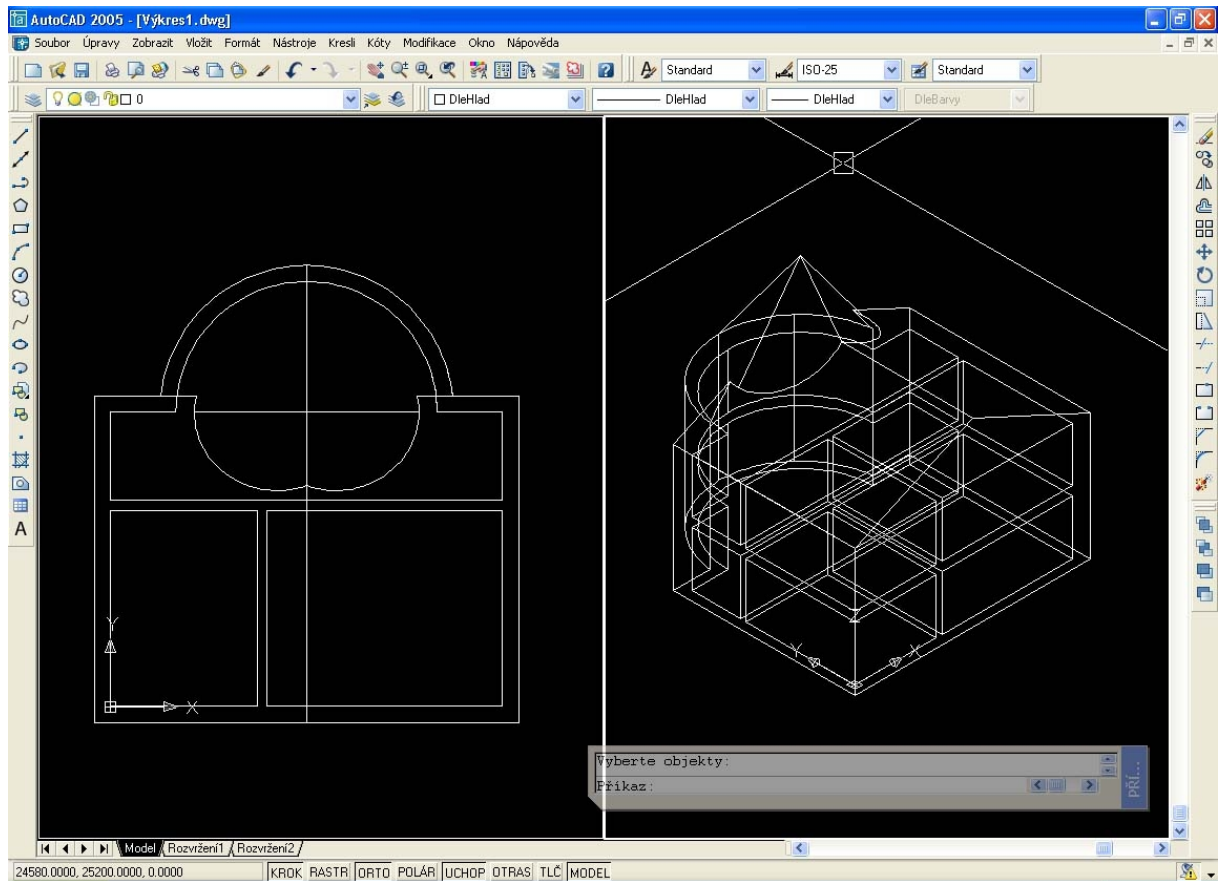 AutoCAD 2005 - [Výkres1.dwg]
Soubor Úpravy Zobrazit Vložit Formát Nástroje Kresli Kóty Modifikace Okno Nápověda
Standard ISO-25 Standard
0 DleHlad DleHlad DleHlad DleBarvy
A
Y
X
Z
Y X
Vyberte objekty:
Příkaz:
PŘÍ...
Model Rozvržení1 Rozvržení2
24580.0000, 25200.0000, 0.0000 KROK RASTR ORTO POLÁR UCHOP OTRAS TLČ MODEL